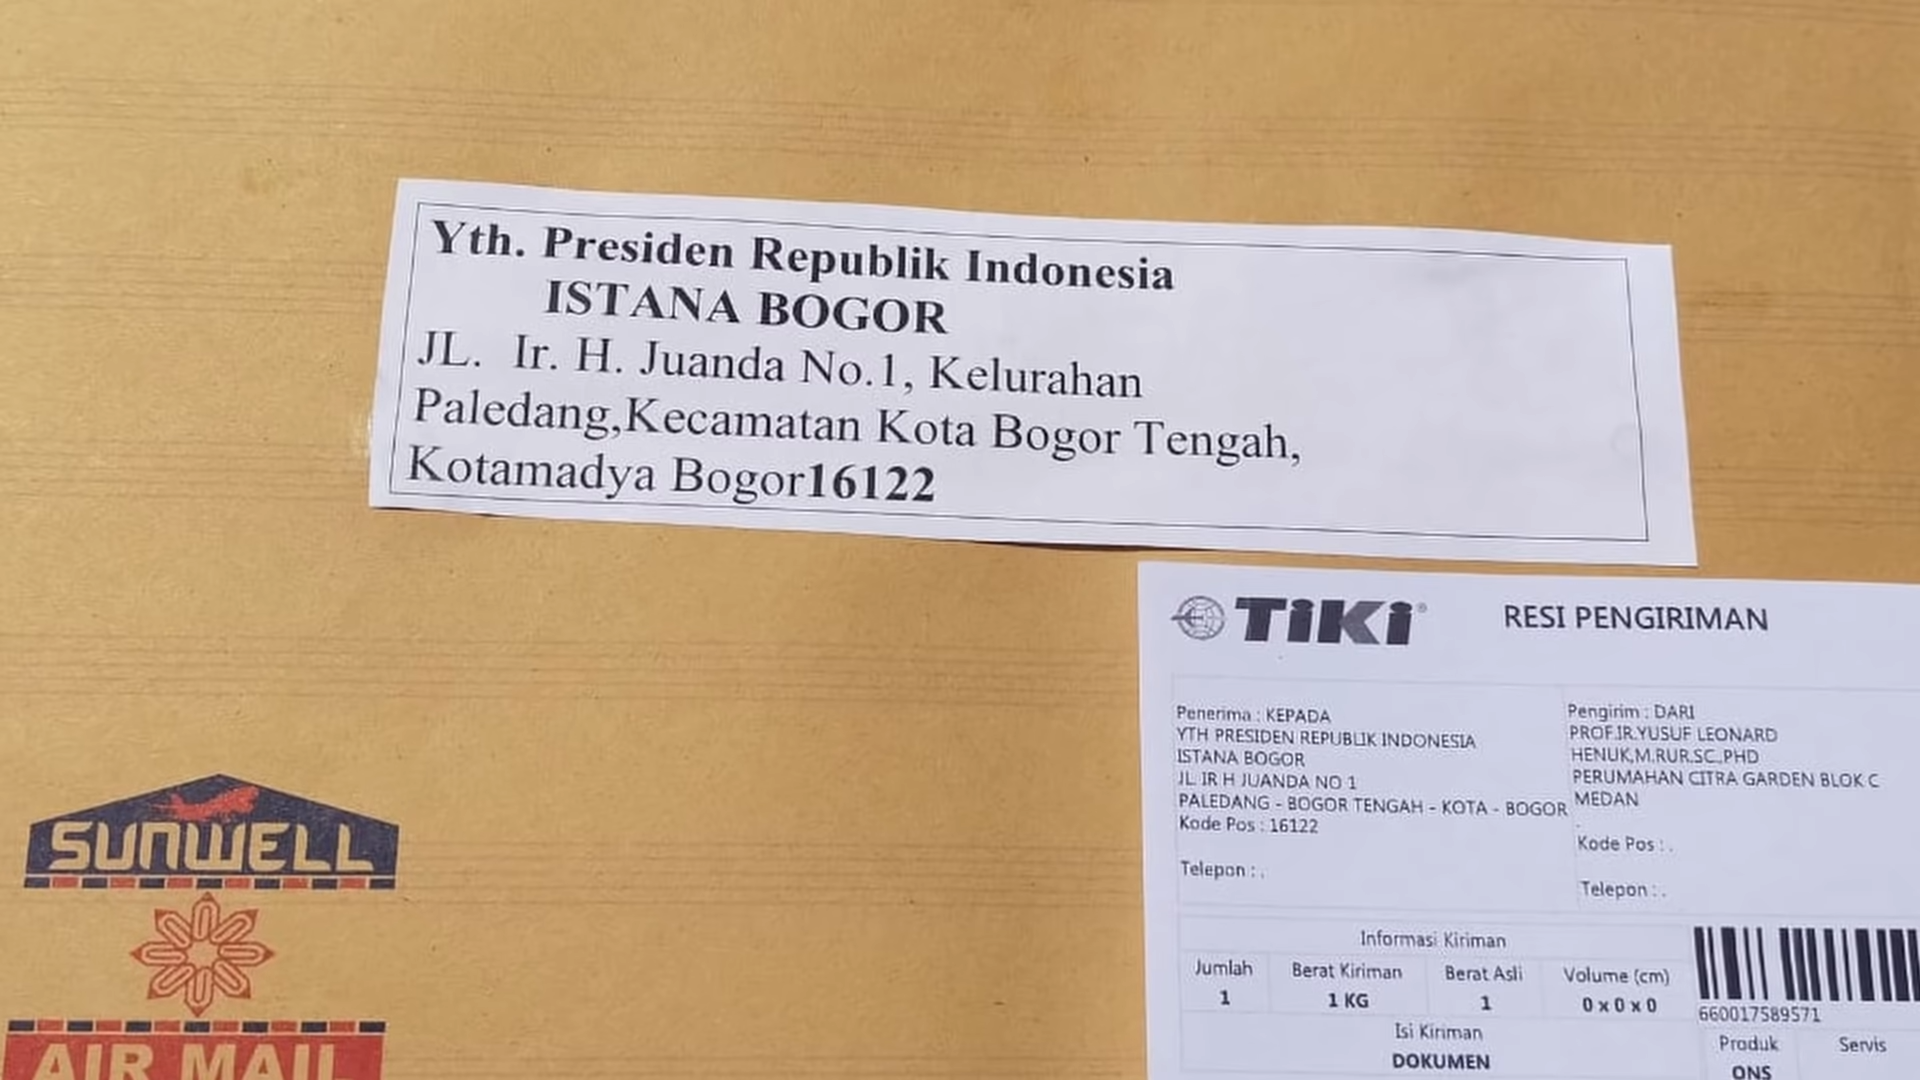 Yth. Presiden Republik Indonesia
ISTANA BOGOR
JL. Ir. H. Juanda No.1, Kelurahan
Paledang,Kecamatan Kota Bogor Tengah,
Kotamadya Bogor16122
TiKi®
RESI PENGIRIMAN
Penerima : KEPADA
YTH PRESIDEN REPUBLIK INDONESIA
ISTANA BOGOR
JL. IR H JUANDA NO 1
PALEDANG - BOGOR TENGAH - KOTA - BOGOR
Kode Pos : 16122
Telepon : .
Pengirim : DARI
PROF.IR.YUSUF LEONARD
HENUK,M.RUR.SC.,PHD
PERUMAHAN CITRA GARDEN BLOK C
MEDAN
.
Kode Pos : .
Telepon : .
Informasi Kiriman
Jumlah Berat Kiriman Berat Asli Volume (cm)
1 1 KG 1 0 x 0 x 0
Isi Kiriman
DOKUMEN
660017589571
Produk Servis
ONS
SUNWELL
AIR MAIL